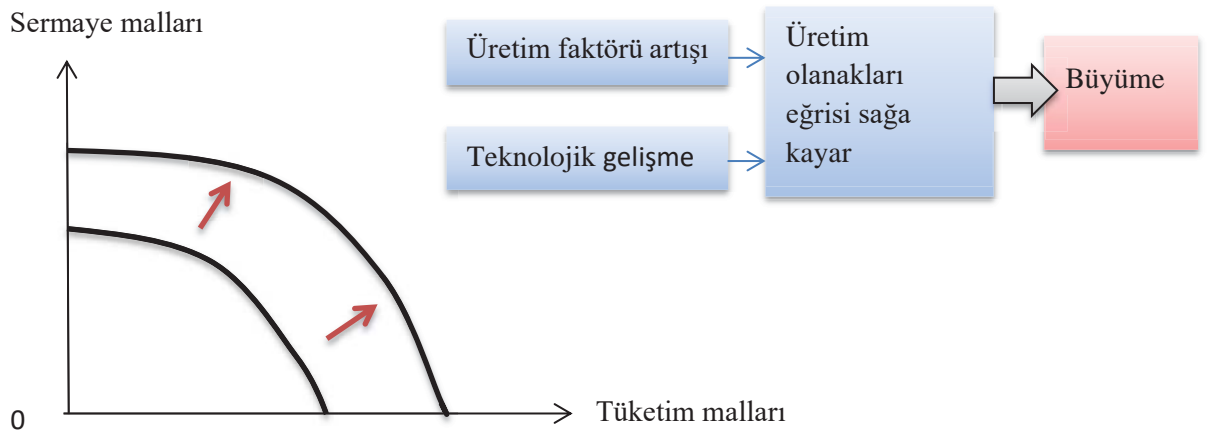 Sermaye malları
Üretim faktörü artışı
Teknolojik gelişme
Üretim
olanakları
eğrisi sağa
kayar
Büyüme
0
Tüketim malları